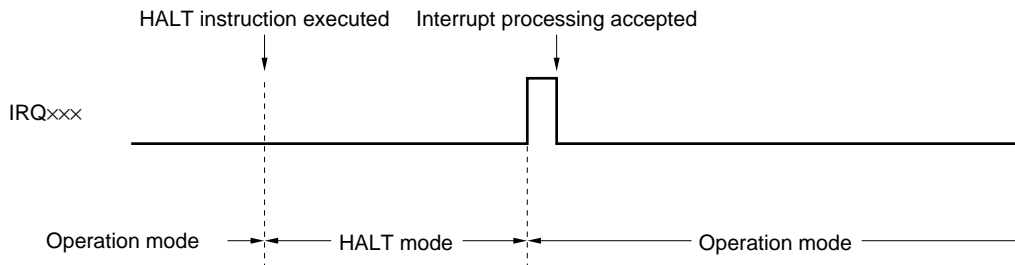 HALT instruction executed
Interrupt processing accepted
IRQ×××
Operation mode
HALT mode
Operation mode